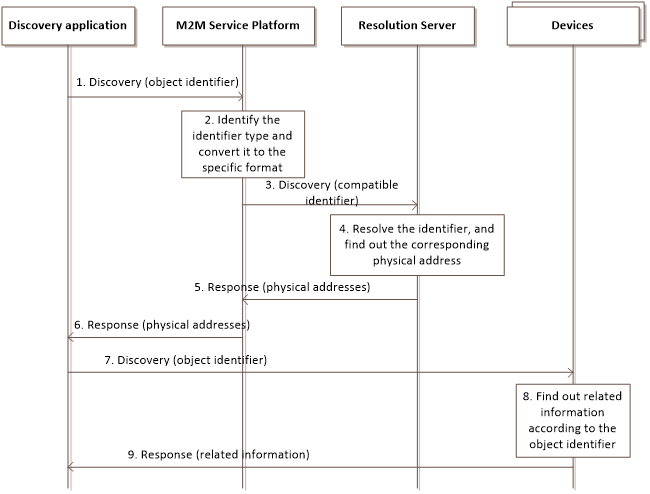 Discovery application
M2M Service Platform
Resolution Server
Devices
1. Discovery (object identifier)
2. Identify the
identifier type and
convert it to the
specific format
3. Discovery (compatible
identifier)
4. Resolve the identifier, and
find out the corresponding
physical address
5. Response (physical addresses)
6. Response (physical addresses)
7. Discovery (object identifier)
8. Find out related
information
according to the
object identifier
9. Response (related information)